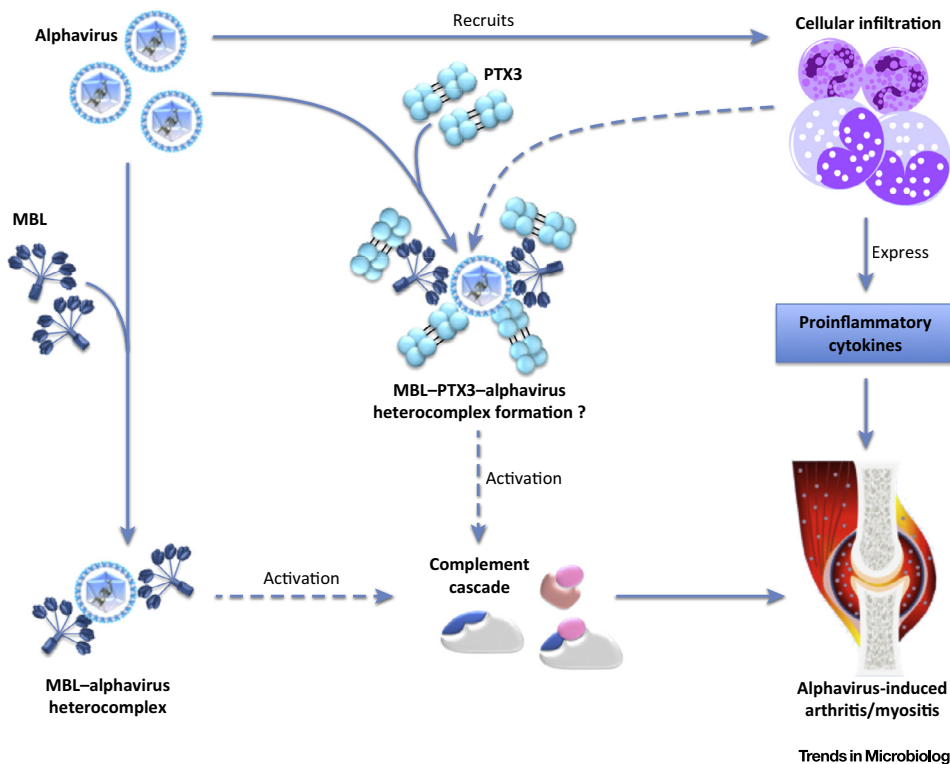 Recruits
Alphavirus
Cellular infiltration
PTX3
MBL
Express
Proinflammatory
cytokines
MBL–PTX3–alphavirus
heterocomplex formation ?
Activation
Complement
cascade
Activation
MBL–alphavirus
heterocomplex
Alphavirus-induced
arthritis/myositis
Trends in Microbiolog